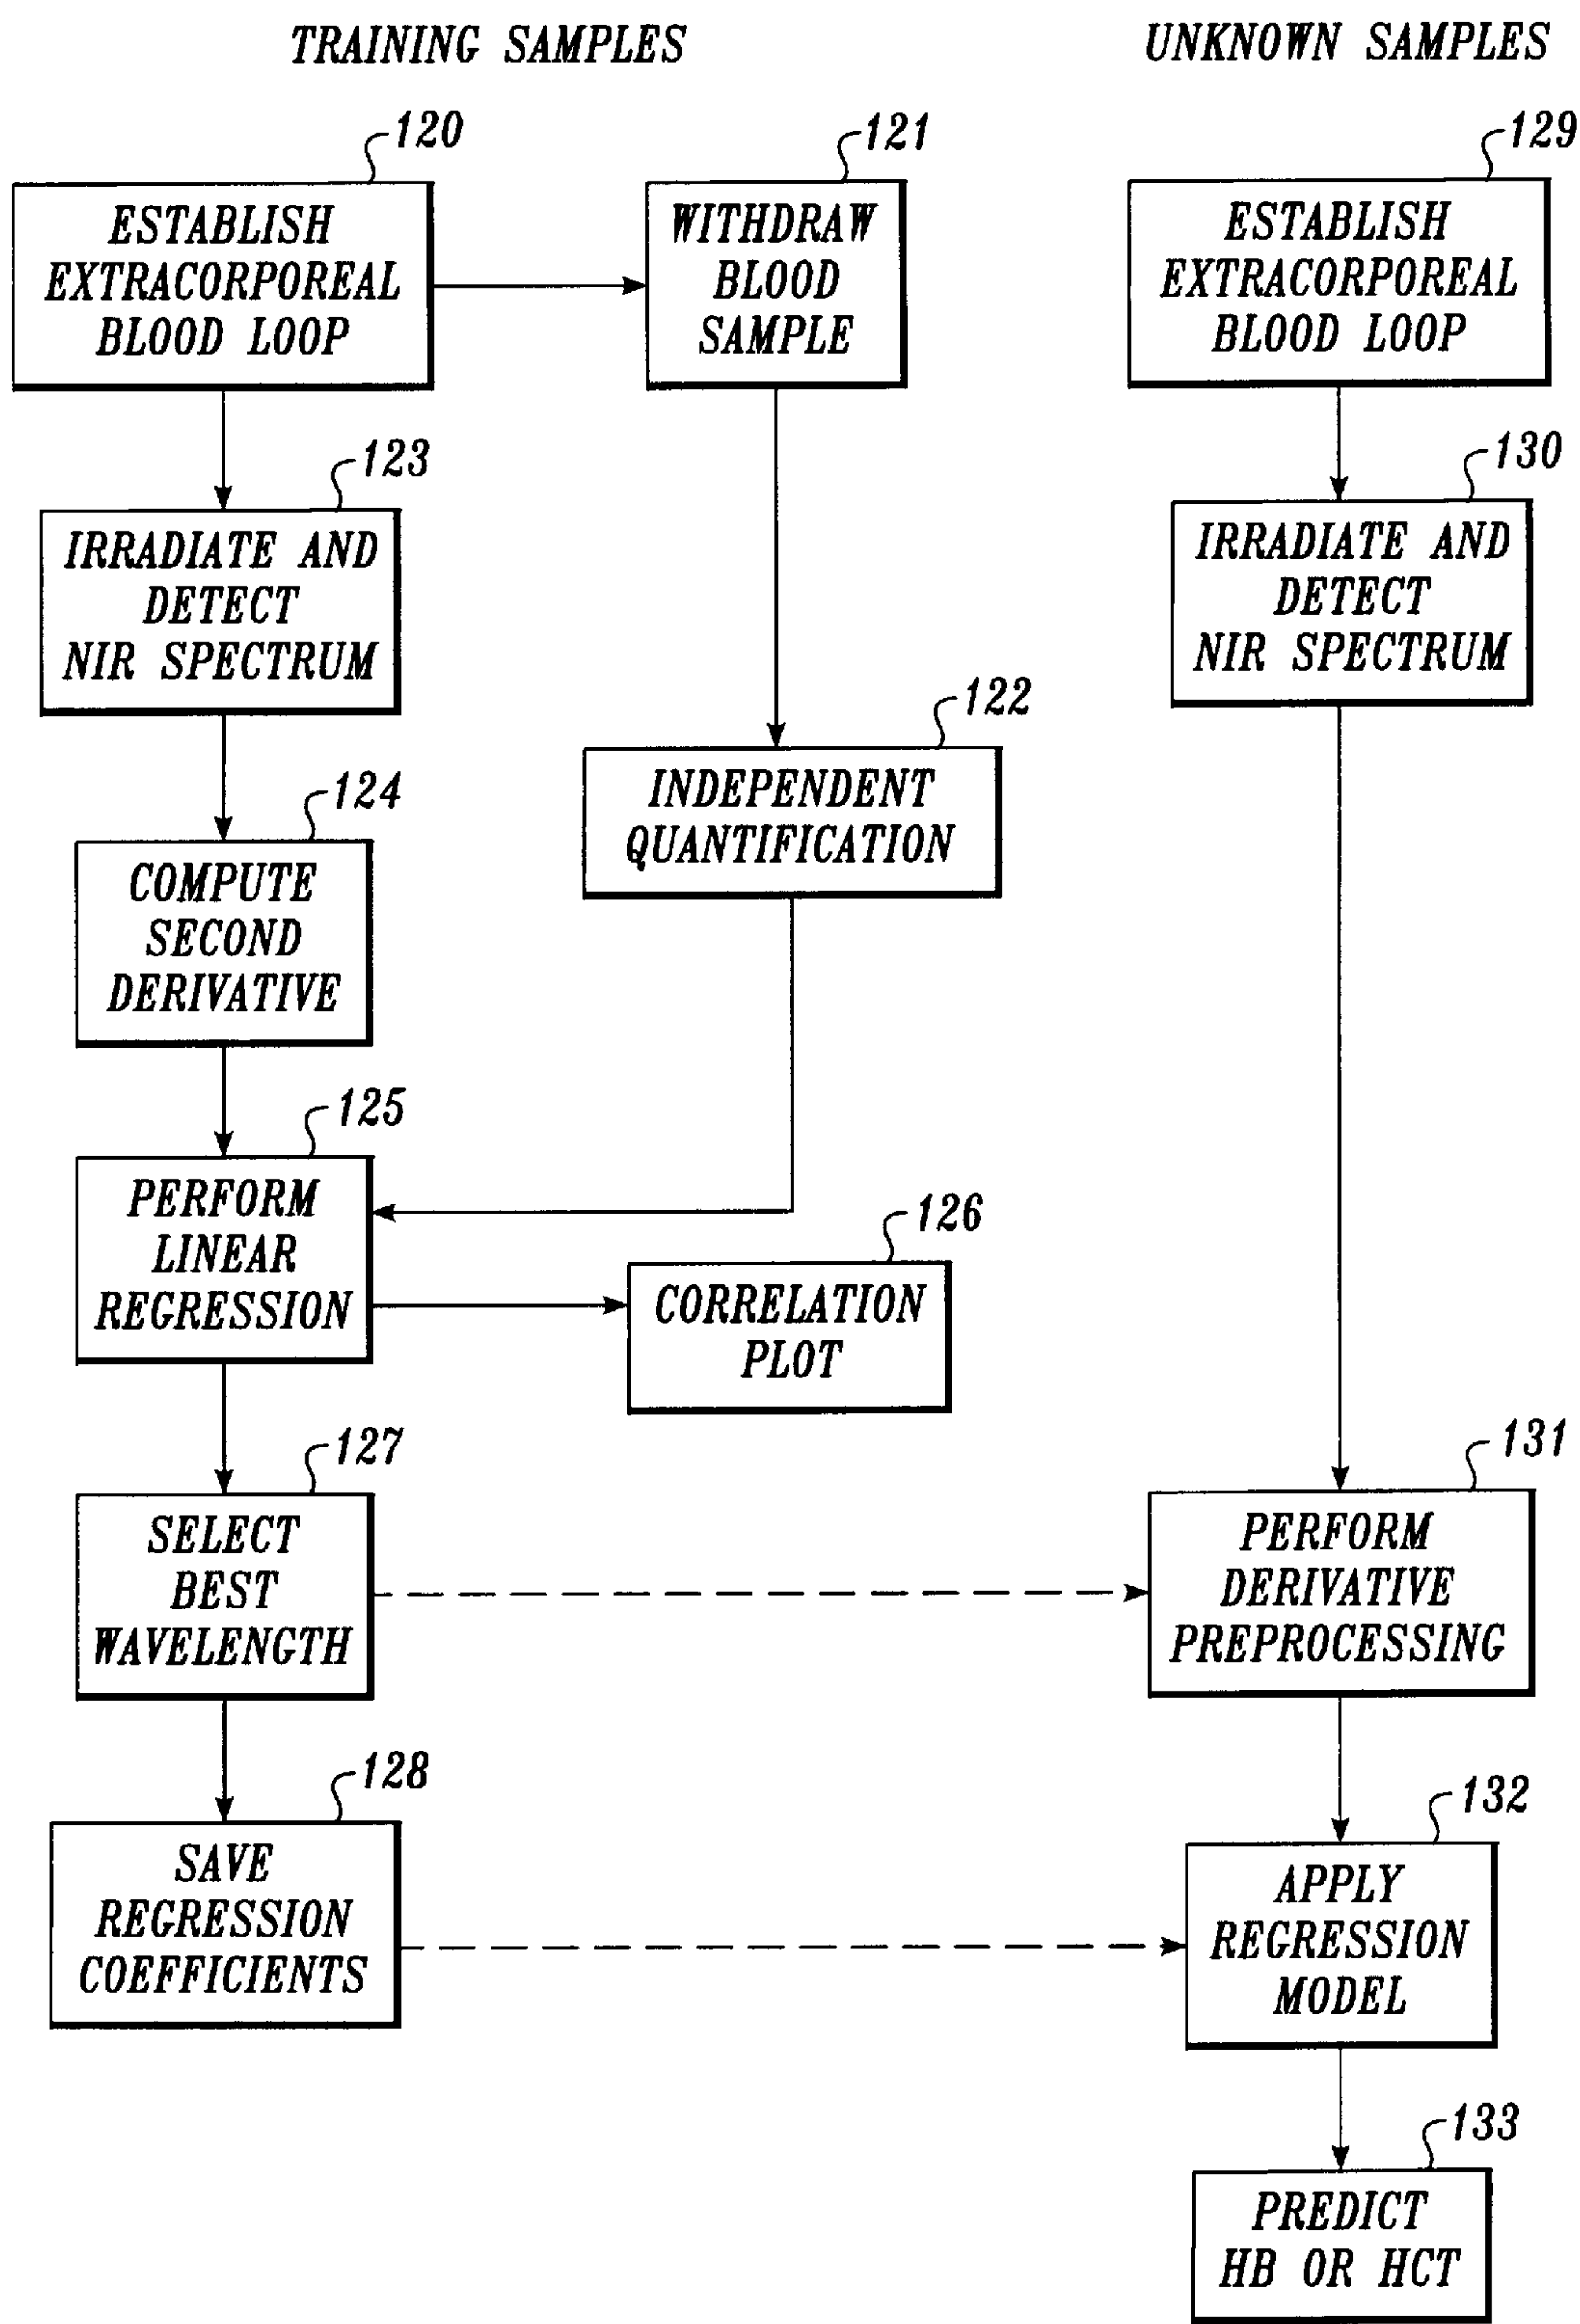 TRAINING SAMPLES
120
ESTABLISH
EXTRACORPOREAL
BLOOD LOOP
121
WITHDRAW
BLOOD
SAMPLE
123
IRRADIATE AND
DETECT
NIR SPECTRUM
122
INDEPENDENT
QUANTIFICATION
124
COMPUTE
SECOND
DERIVATIVE
125
PERFORM
LINEAR
REGRESSION
126
CORRELATION
PLOT
127
SELECT
BEST
WAVELENGTH
128
SAVE
REGRESSION
COEFFICIENTS
UNKNOWN SAMPLES
129
ESTABLISH
EXTRACORPOREAL
BLOOD LOOP
130
IRRADIATE AND
DETECT
NIR SPECTRUM
131
PERFORM
DERIVATIVE
PREPROCESSING
132
APPLY
REGRESSION
MODEL
133
PREDICT
HB OR HCT